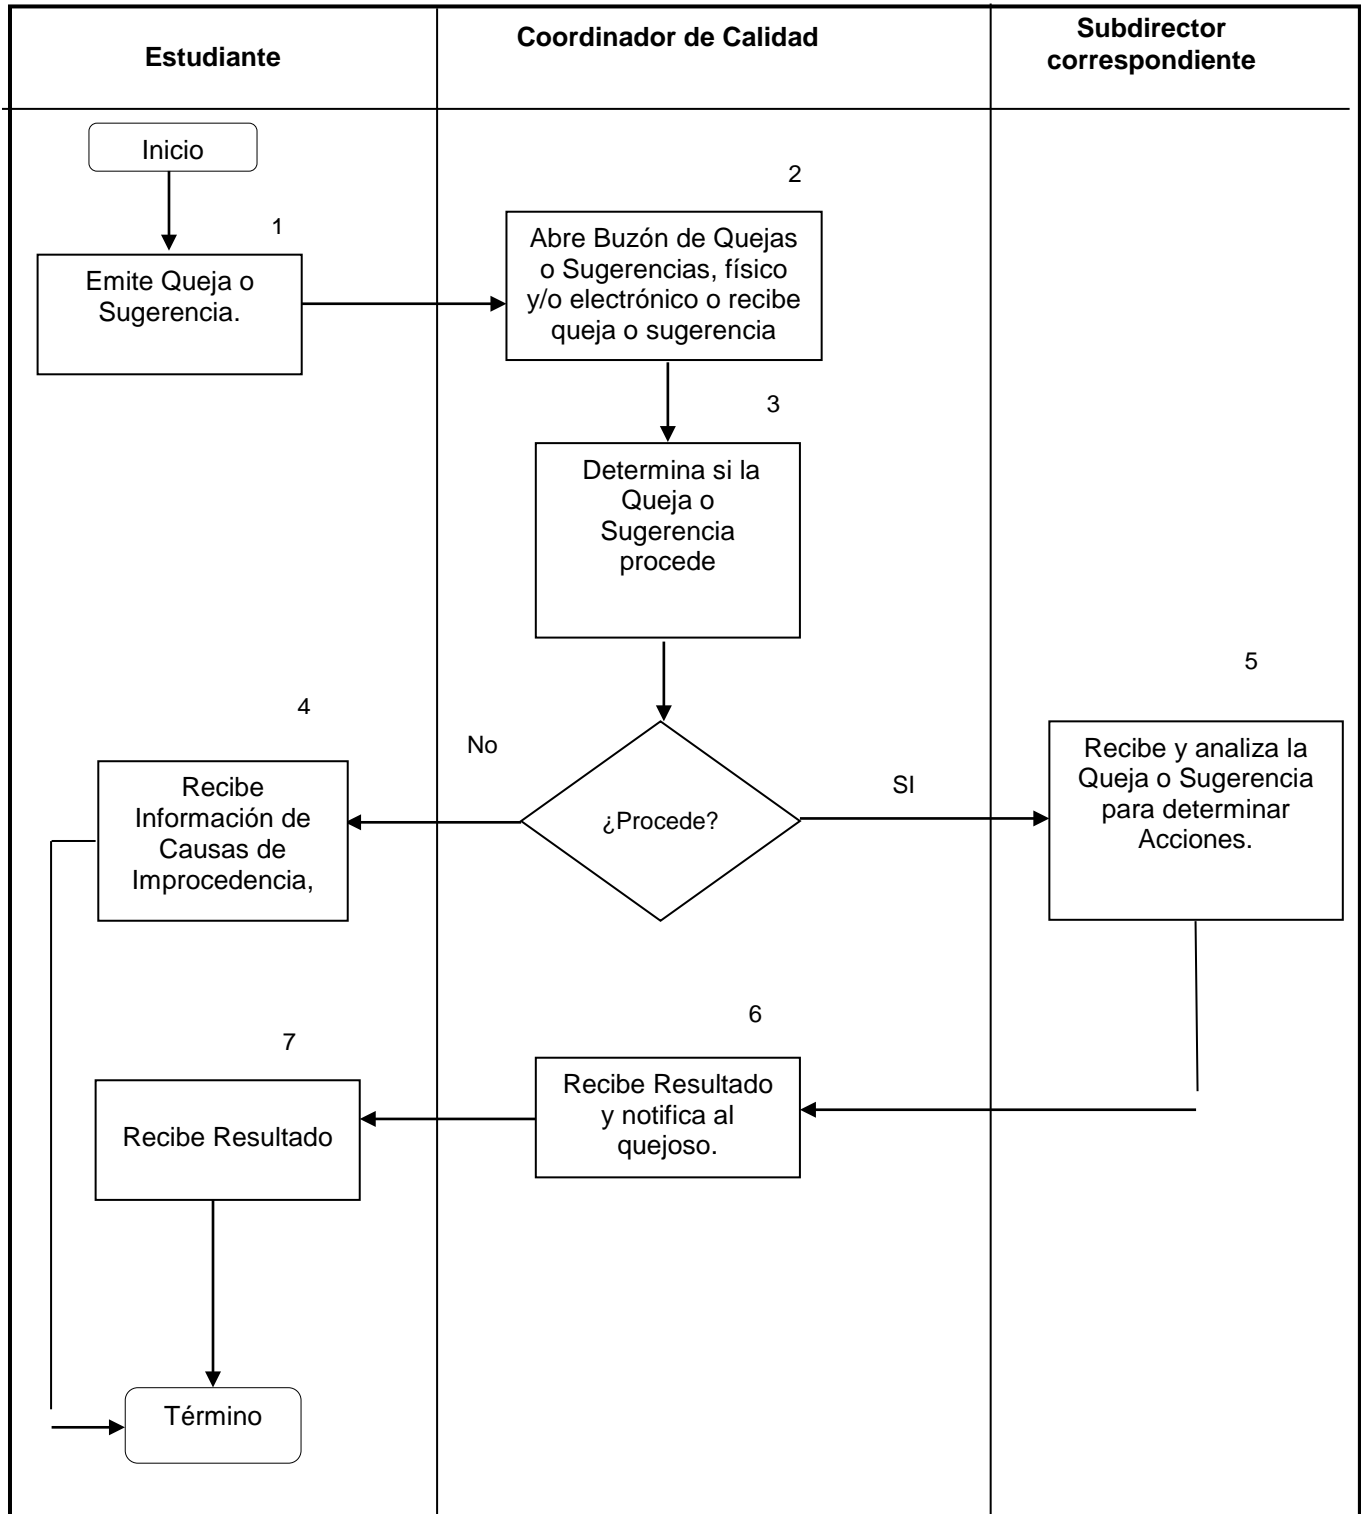 Estudiante
Coordinador de Calidad
Subdirector
correspondiente
Inicio
1
Emite Queja o
Sugerencia.
2
Abre Buzón de Quejas
o Sugerencias, físico
y/o electrónico o recibe
queja o sugerencia
3
Determina si la
Queja o
Sugerencia
procede
¿Procede?
No
SI
4
Recibe
Información de
Causas de
Improcedencia,
5
Recibe y analiza la
Queja o Sugerencia
para determinar
Acciones.
6
Recibe Resultado
y notifica al
quejoso.
7
Recibe Resultado
Término